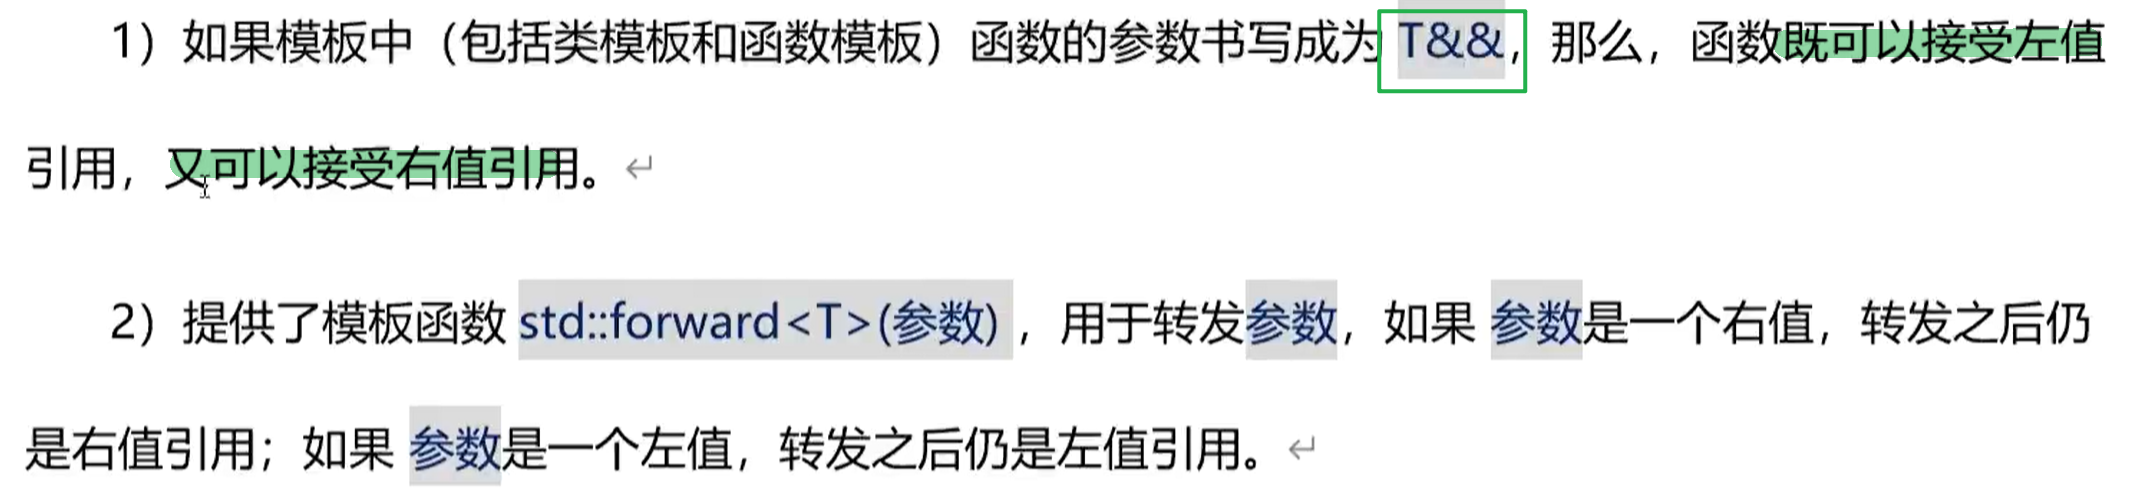 1）如果模板中（包括类模板和函数模板）函数的参数书写成为 T&&，那么，函数既可以接受左值
引用，又可以接受右值引用。↵
2）提供了模板函数 std::forward<T>(参数) ，用于转发参数，如果 参数是一个右值，转发之后仍
是右值引用；如果 参数是一个左值，转发之后仍是左值引用。↵